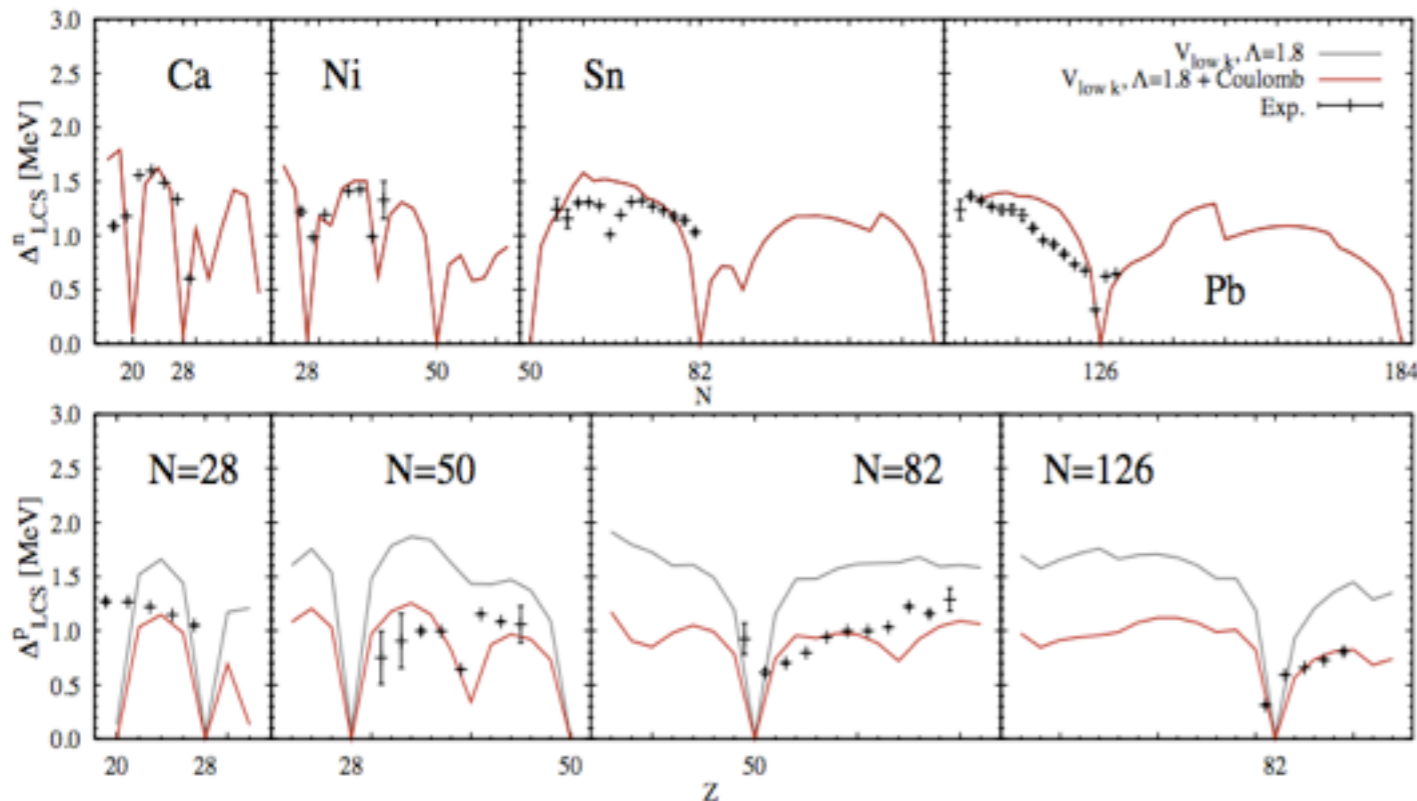 3.0
2.5
2.0
1.5
1.0
0.5
0.0
Δⁿ_LCS [MeV]
Ca
Ni
Sn
Pb
V_low k, Λ=1.8
V_low k, Λ=1.8 + Coulomb
Exp.
20 28 28 50 50 82 126 184
N
3.0
2.5
2.0
1.5
1.0
0.5
0.0
Δᵖ_LCS [MeV]
N=28
N=50
N=82
N=126
20 28 28 50 50 82
Z